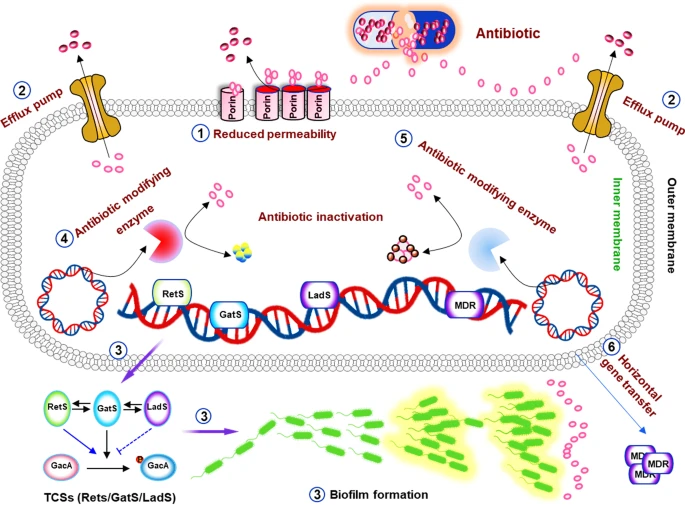 Antibiotic
2
Efflux pump
Porin
Porin
Porin
Porin
1 Reduced permeability
2
Efflux pump
5
Antibiotic modifying enzyme
4
Antibiotic modifying
enzyme
Antibiotic inactivation
Inner membrane
Outer membrane
RetS
GatS
LadS
MDR
3
6
Horizontal
gene transfer
RetS
GatS
LadS
3
GacA
P
GacA
MDR
MDR
MDR
TCSs (Rets/GatS/LadS)
3 Biofilm formation